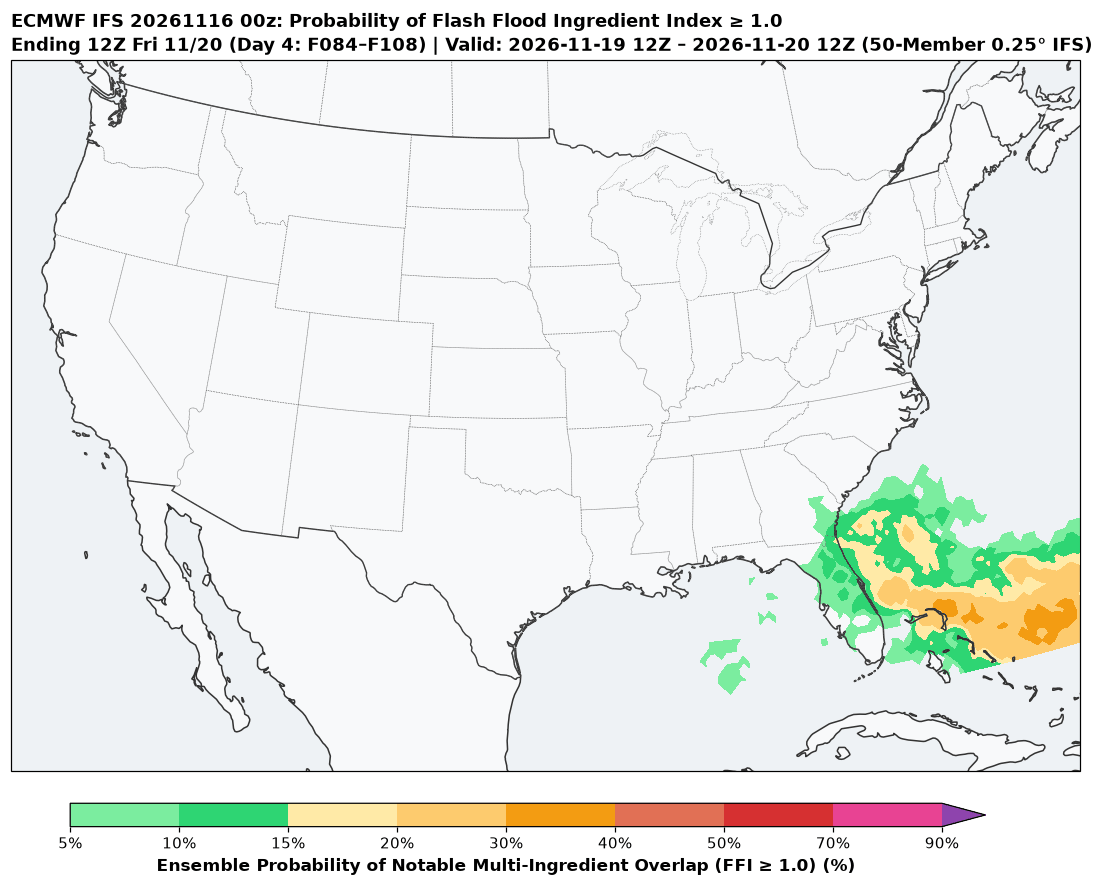 ECMWF IFS 20261116 00z: Probability of Flash Flood Ingredient Index ≥ 1.0
Ending 12Z Fri 11/20 (Day 4: F084–F108) | Valid: 2026-11-19 12Z – 2026-11-20 12Z (50-Member 0.25° IFS)
5% 10% 15% 20% 30% 40% 50% 70% 90%
Ensemble Probability of Notable Multi-Ingredient Overlap (FFI ≥ 1.0) (%)